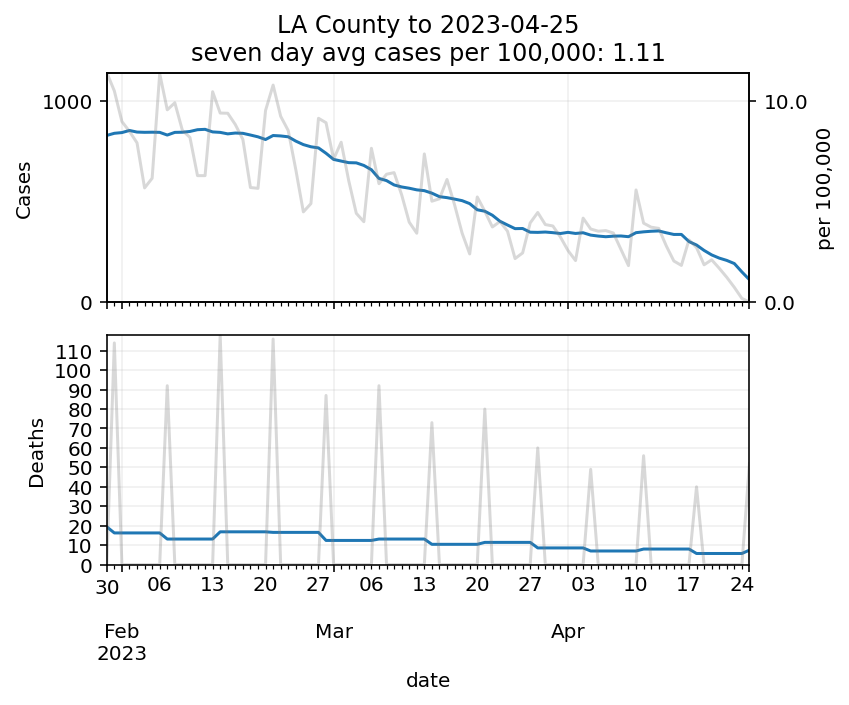 LA County to 2023-04-25
seven day avg cases per 100,000: 1.11
1000
0
Cases
10.0
0.0
per 100,000
110
100
90
80
70
60
50
40
30
20
10
0
Deaths
30 06 13 20 27 06 13 20 27 03 10 17 24
Feb Mar Apr
2023
date